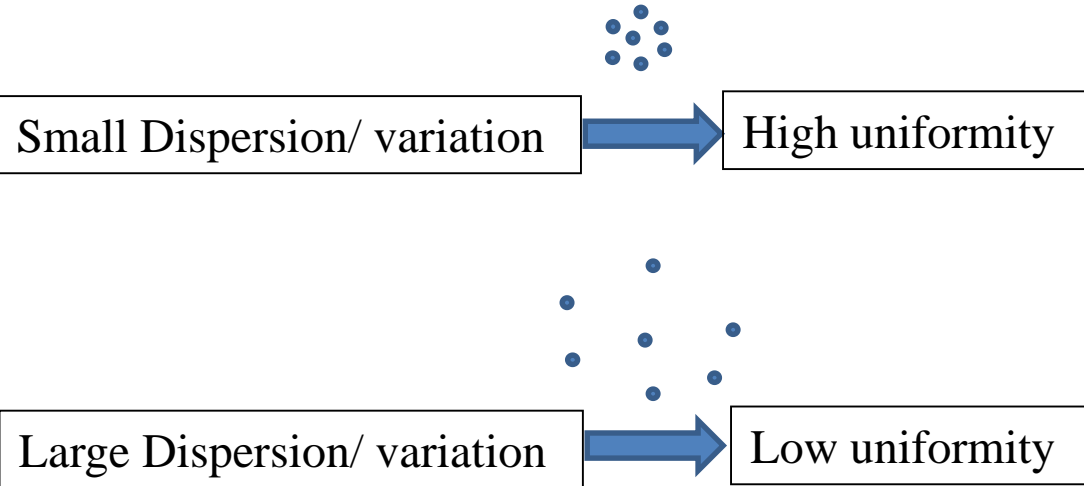 Small Dispersion/ variation
High uniformity
Large Dispersion/ variation
Low uniformity